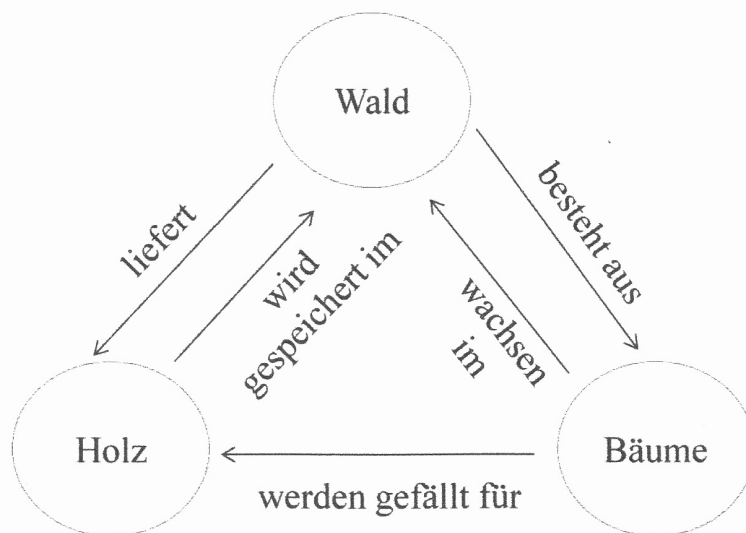 Wald
liefert
wird
gespeichert im
wachsen
im
besteht aus
Holz
Bäume
werden gefällt für